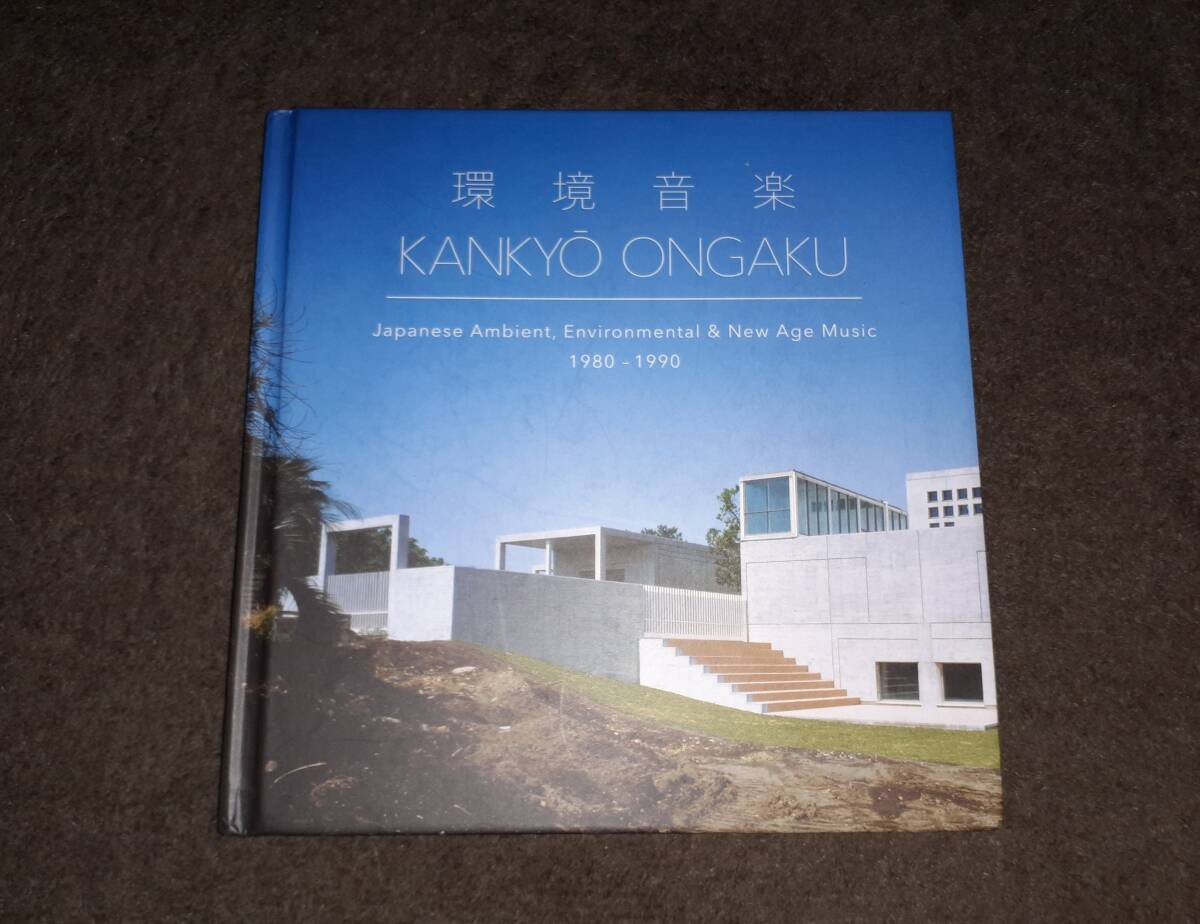 環境音楽
KANKYŌ ONGAKU
Japanese Ambient, Environmental & New Age Music
1980 – 1990